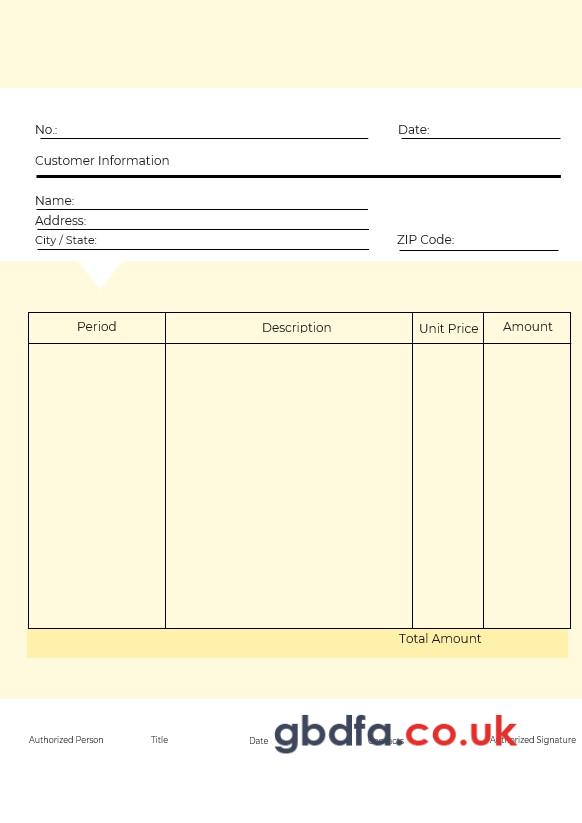 No.: Date:
Customer Information
Name:
Address:
City / State: ZIP Code:
Period Description Unit Price Amount
Total Amount
Authorized Person Title Date Contacts Authorized Signature
gbdfa.co.uk